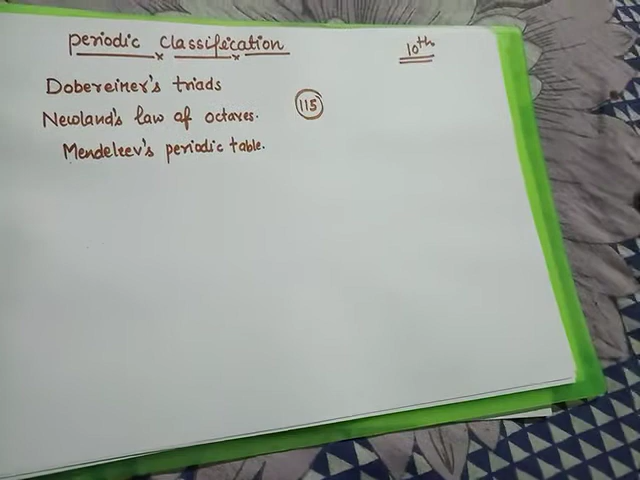 periodic classification
10th
Dobereiner's triads
Newland's law of octaves.
115
Mendeleev's periodic table.